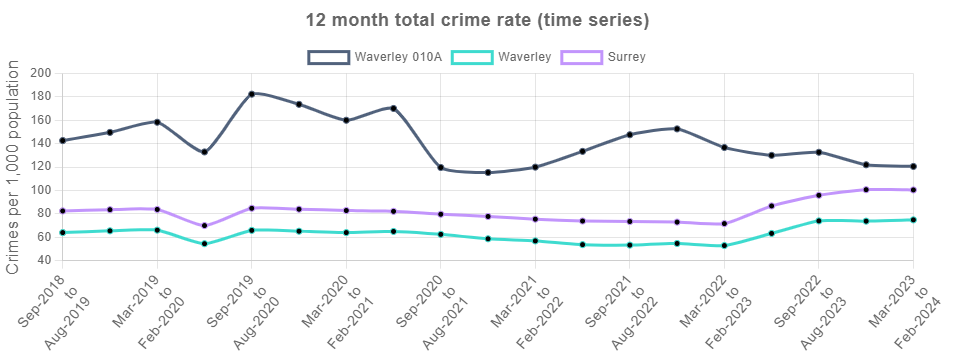 12 month total crime rate (time series)
Waverley 010A Waverley Surrey
Crimes per 1,000 population
200
180
160
140
120
100
80
60
40
Sep-2018
to
Aug-2019
Mar-2019
to
Feb-2020
Sep-2019
to
Aug-2020
Mar-2020
to
Feb-2021
Sep-2020
to
Aug-2021
Mar-2021
to
Feb-2022
Sep-2021
to
Aug-2022
Mar-2022
to
Feb-2023
Sep-2022
to
Aug-2023
Mar-2023
to
Feb-2024